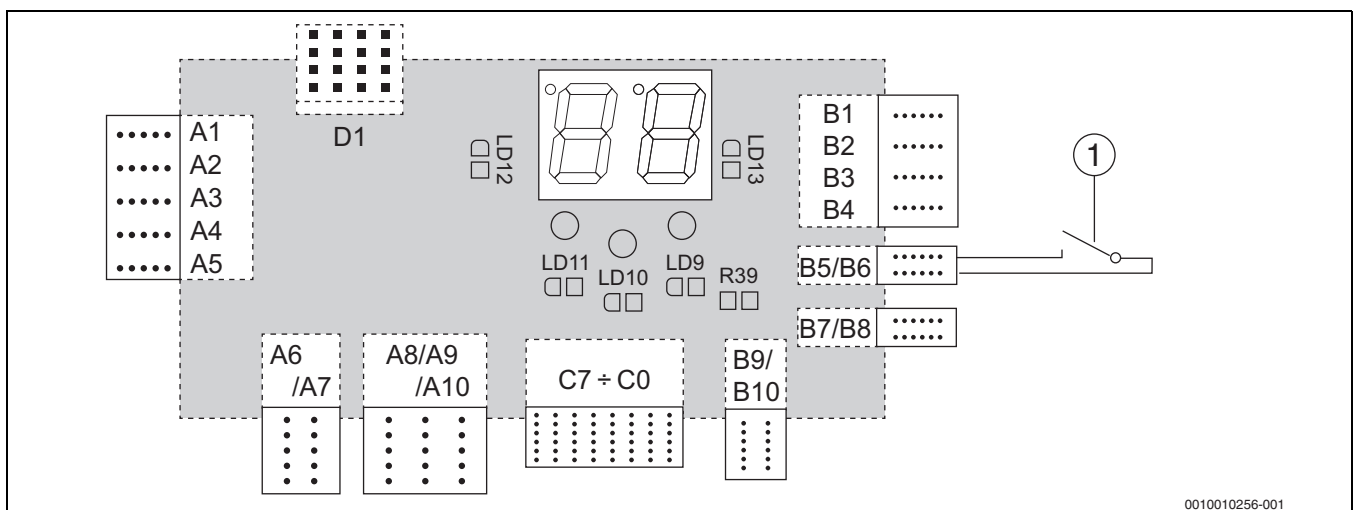 D1
A1
A2
A3
A4
A5
LD12
LD13
B1
B2
B3
B4
1
LD11
LD10
LD9
R39
B5/B6
B7/B8
A6
/A7
A8/A9
/A10
C7 ÷ C0
B9/
B10
0010010256-001